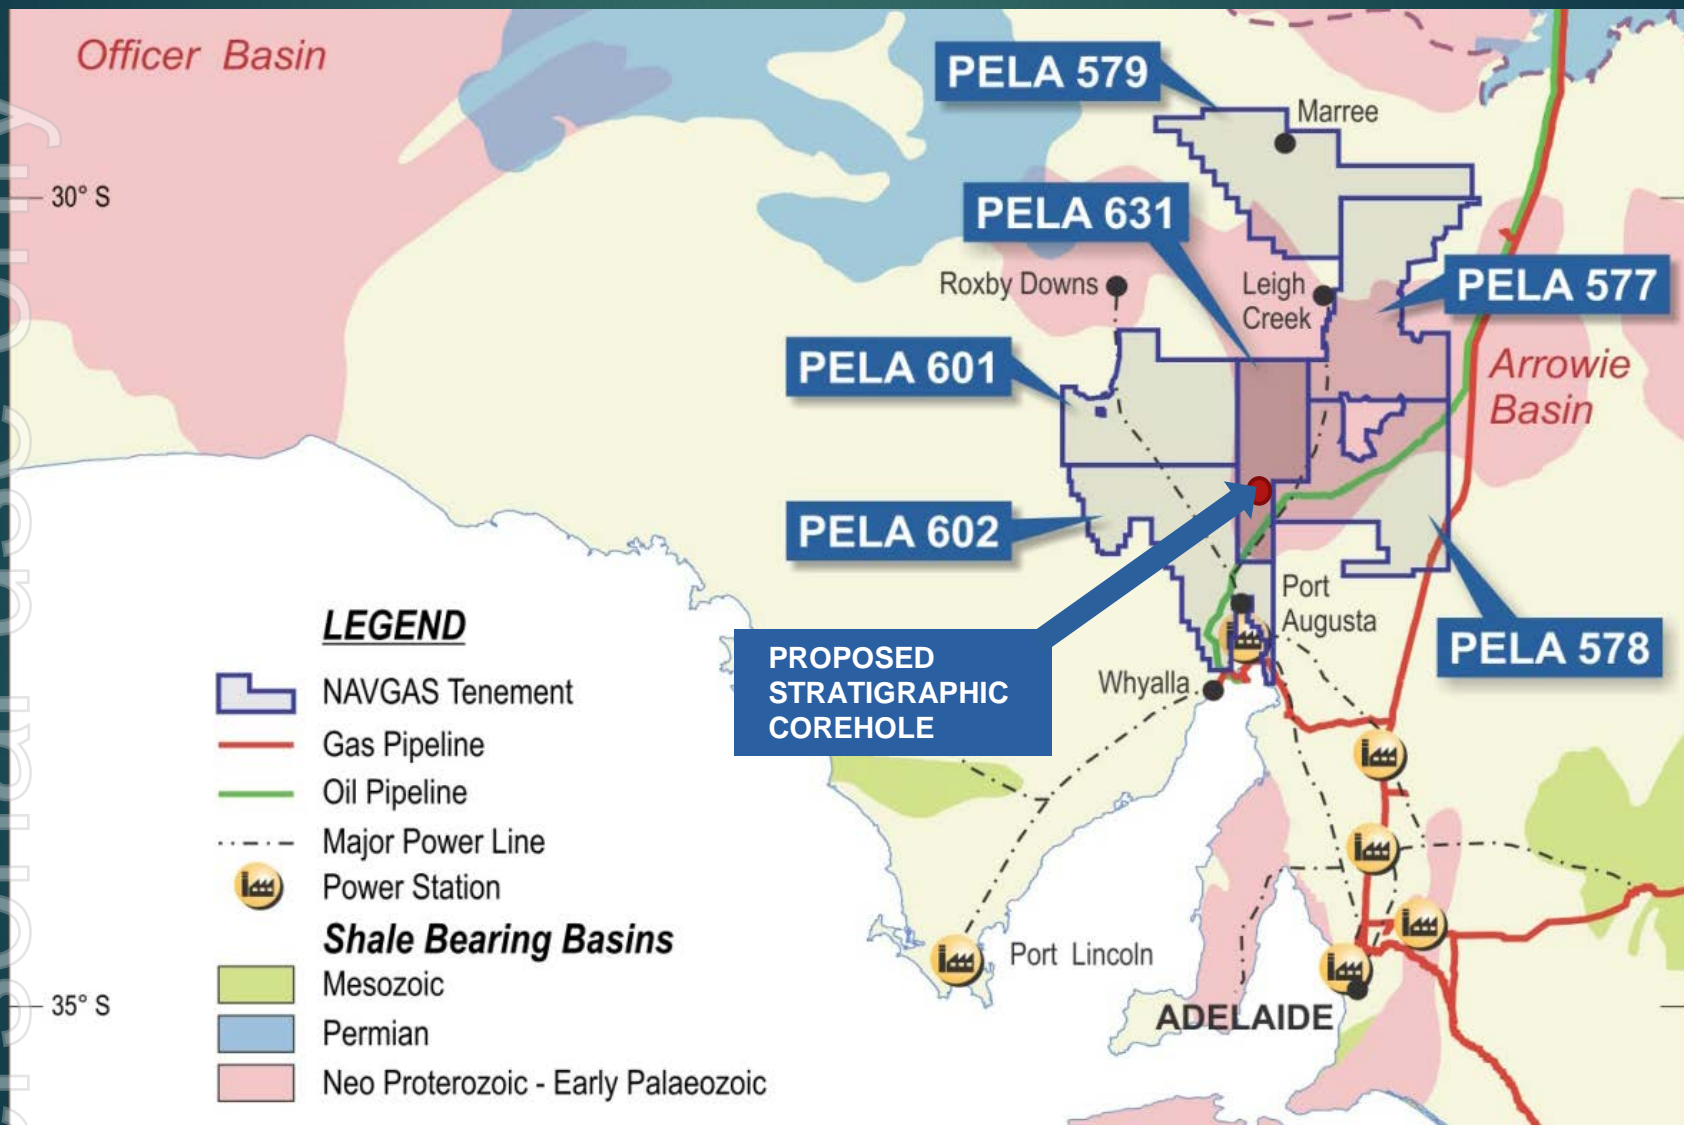 Officer Basin
PELA 579
Marree
30° S
PELA 631
Roxby Downs
Leigh
Creek
PELA 577
PELA 601
Arrowie
Basin
PELA 602
Port
Augusta
PROPOSED
STRATIGRAPHIC
COREHOLE
Whyalla
PELA 578
LEGEND
NAVGAS Tenement
Gas Pipeline
Oil Pipeline
Major Power Line
Power Station
Shale Bearing Basins
Mesozoic
Permian
Neo Proterozoic - Early Palaeozoic
Port Lincoln
35° S
ADELAIDE